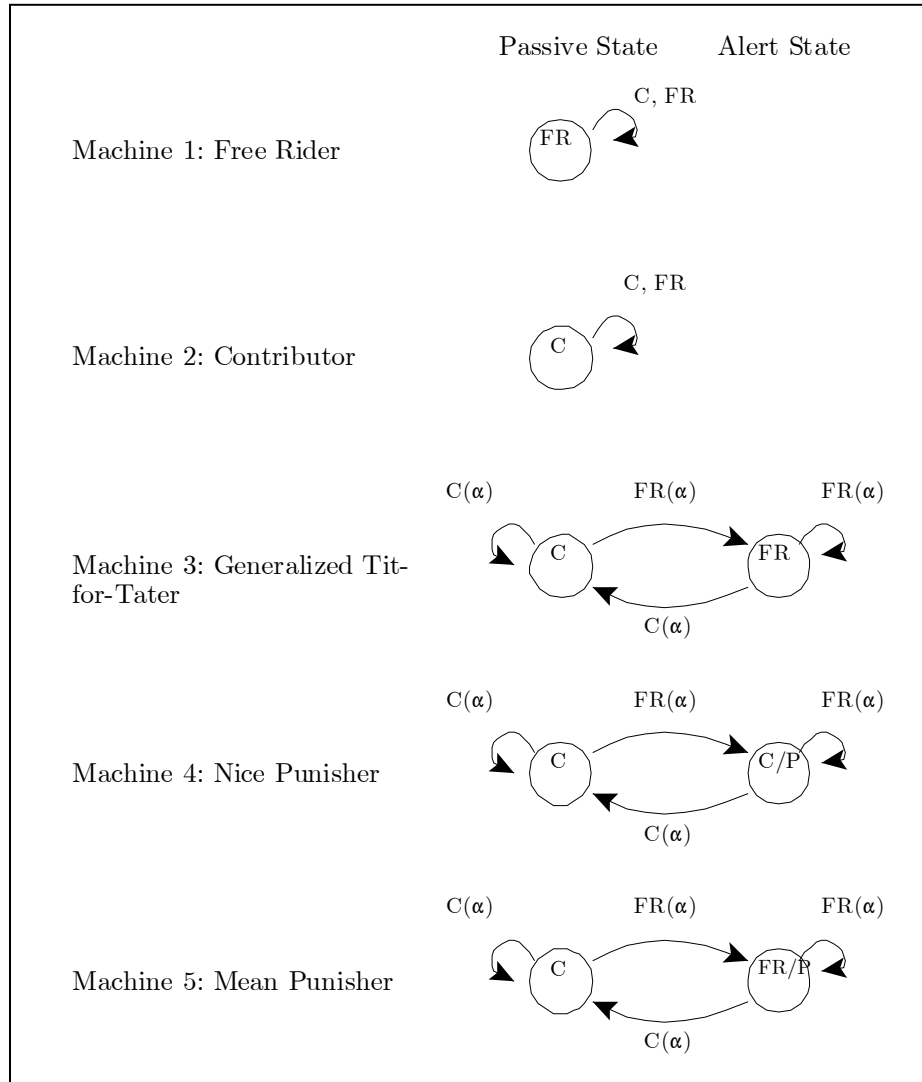 Passive State Alert State
C, FR
Machine 1: Free Rider FR
C, FR
Machine 2: Contributor C
C(α) FR(α) FR(α)
C FR
Machine 3: Generalized Tit-
for-Tater
C(α)
C(α) FR(α) FR(α)
Machine 4: Nice Punisher C C/P
C(α)
C(α) FR(α) FR(α)
Machine 5: Mean Punisher C FR/P
C(α)